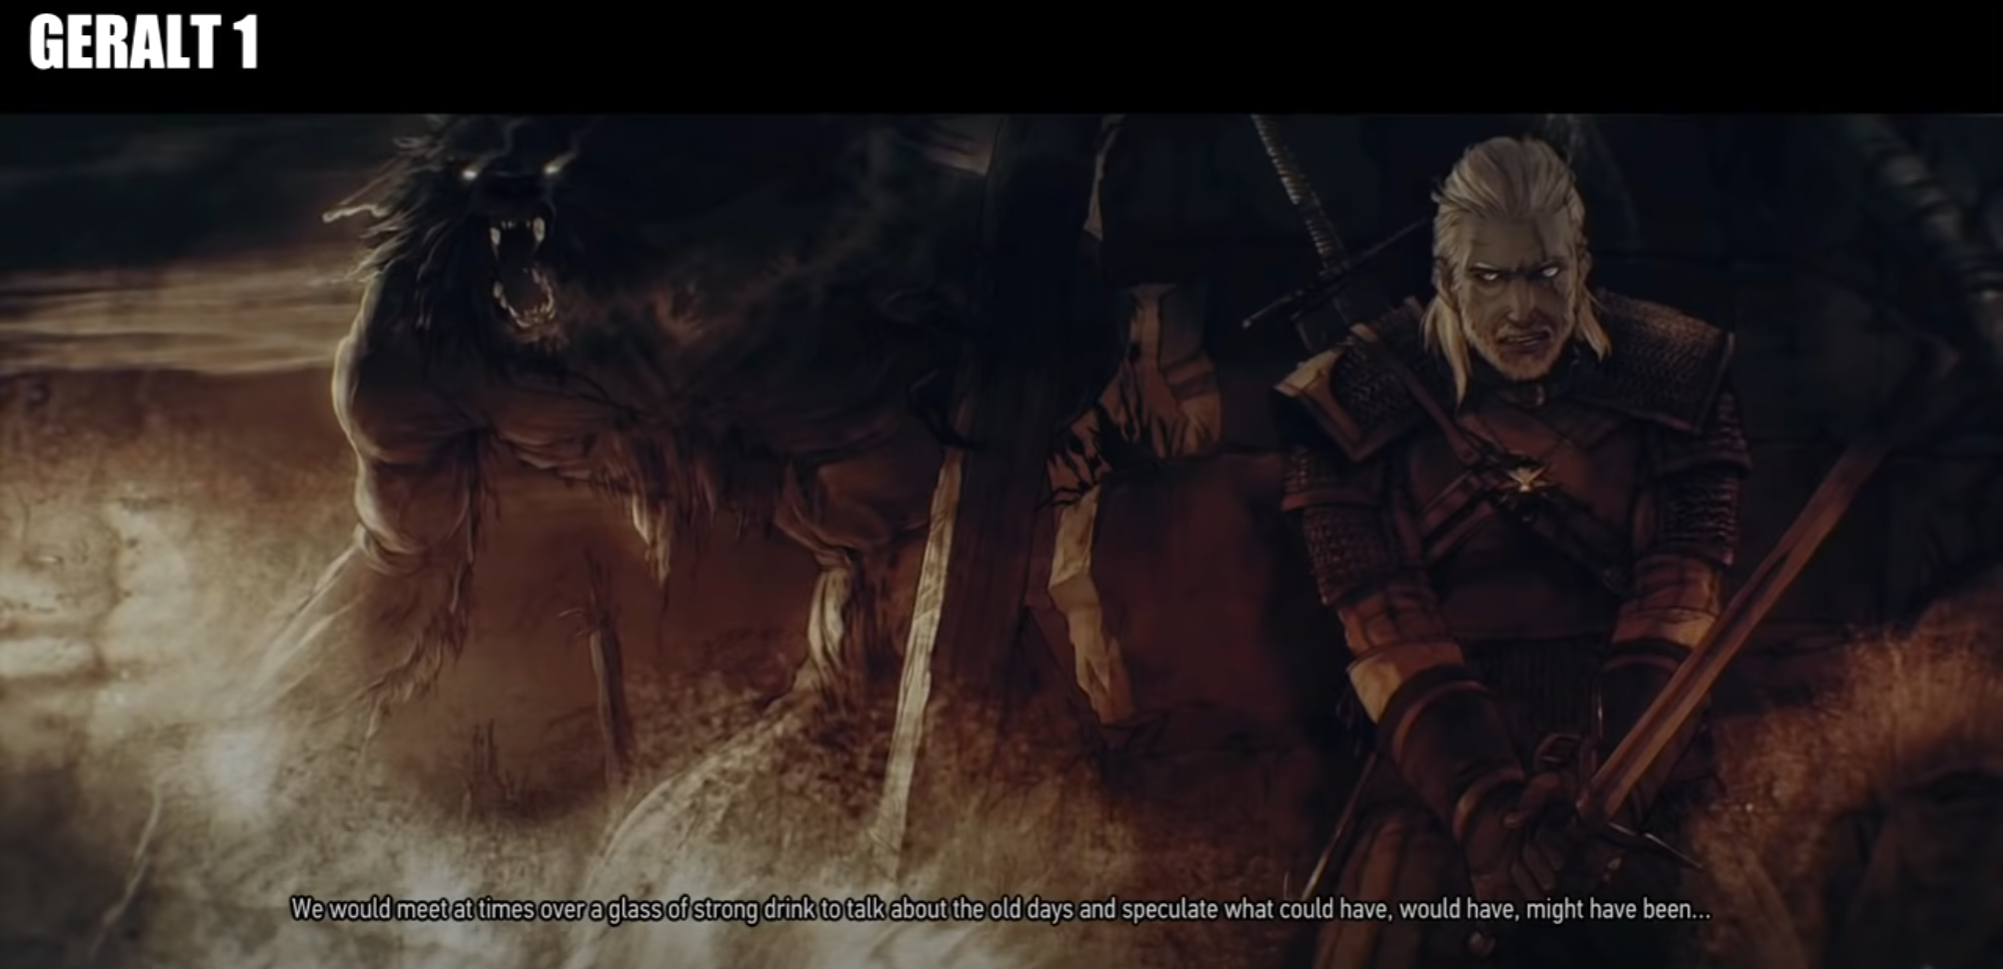 GERALT 1
We would meet at times over a glass of strong drink to talk about the old days and speculate what could have, would have, might have been...